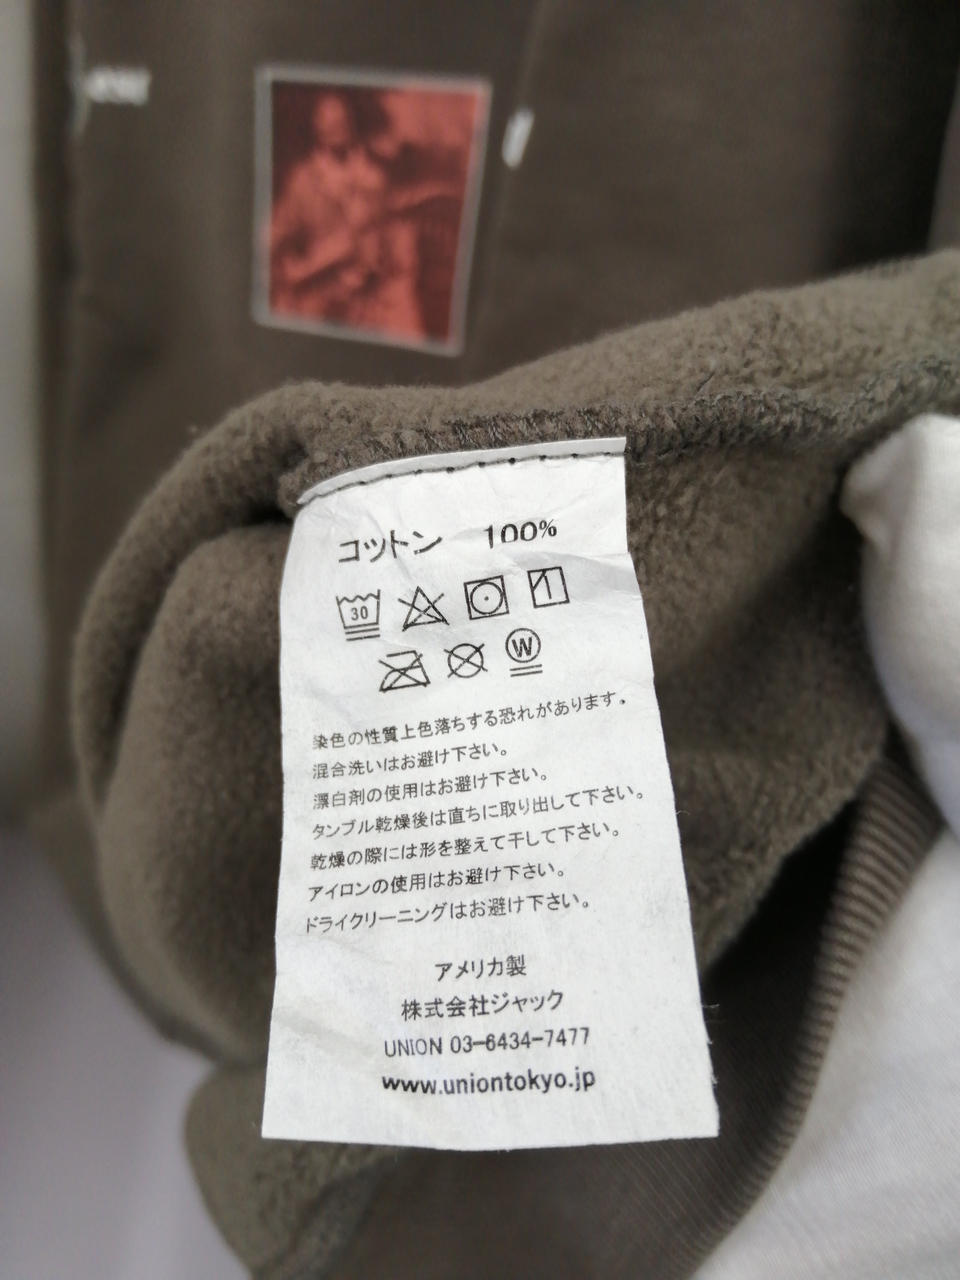 コットン 100%
30
W
染色の性質上色落ちする恐れがあります。
混合洗いはお避け下さい。
漂白剤の使用はお避け下さい。
タンブル乾燥後は直ちに取り出して下さい。
乾燥の際には形を整えて干して下さい。
アイロンの使用はお避け下さい。
ドライクリーニングはお避け下さい。
アメリカ製
株式会社ジャック
UNION 03-6434-7477
www.uniontokyo.jp